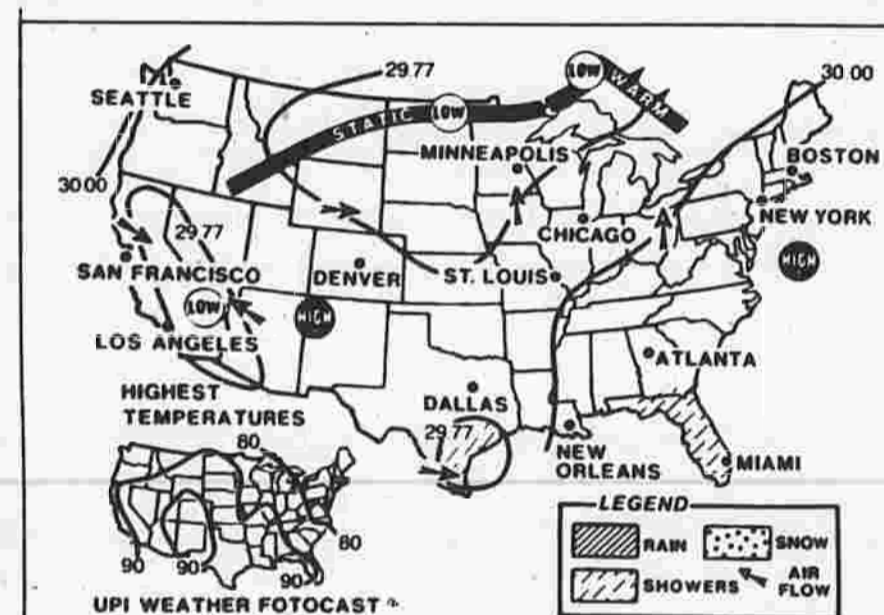 29.77
LOW
LOW
WARM
30.00
STATIC
SEATTLE
MINNEAPOLIS
BOSTON
30.00
29.77
NEW YORK
CHICAGO
SAN FRANCISCO
DENVER
ST. LOUIS
HIGH
LOW
HIGH
LOS ANGELES
ATLANTA
HIGHEST
TEMPERATURES
DALLAS
29.77
80
NEW
ORLEANS
MIAMI
LEGEND
RAIN
SNOW
SHOWERS
AIR
FLOW
80
90
90
90
UPI WEATHER FOTOCAST